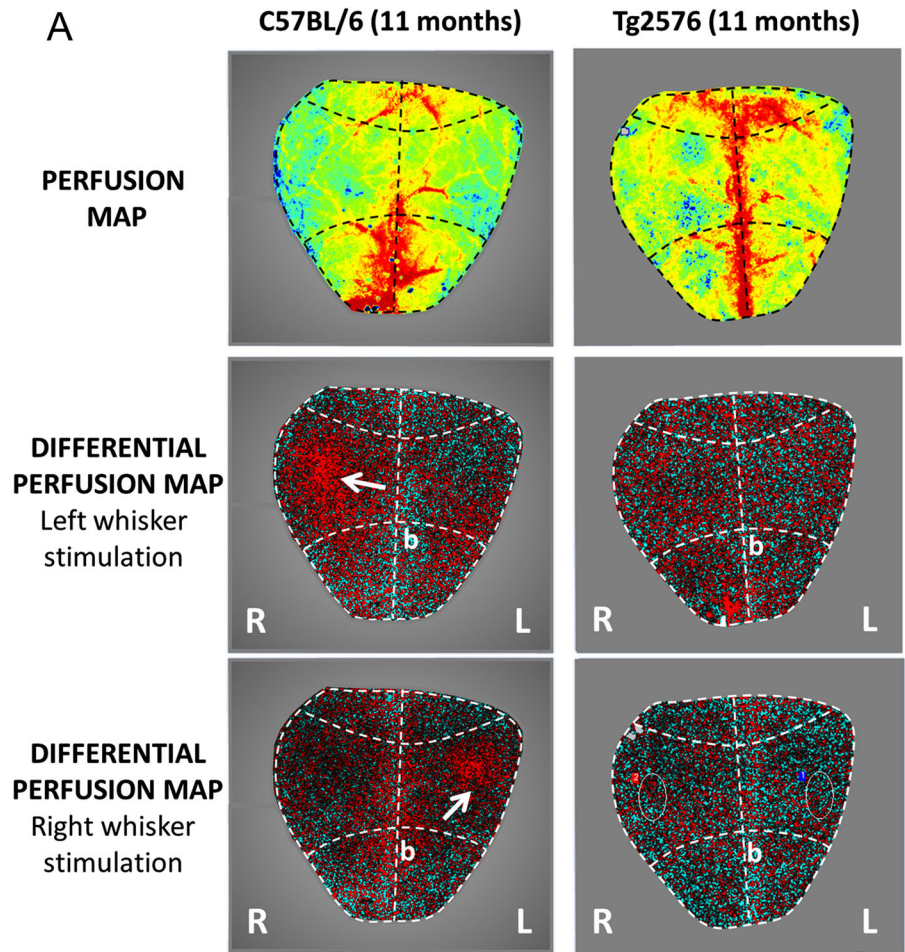 A
C57BL/6 (11 months)
Tg2576 (11 months)
PERFUSION
MAP
DIFFERENTIAL
PERFUSION MAP
Left whisker
stimulation
b
R
L
b
R
L
DIFFERENTIAL
PERFUSION MAP
Right whisker
stimulation
b
R
L
2
1
b
R
L